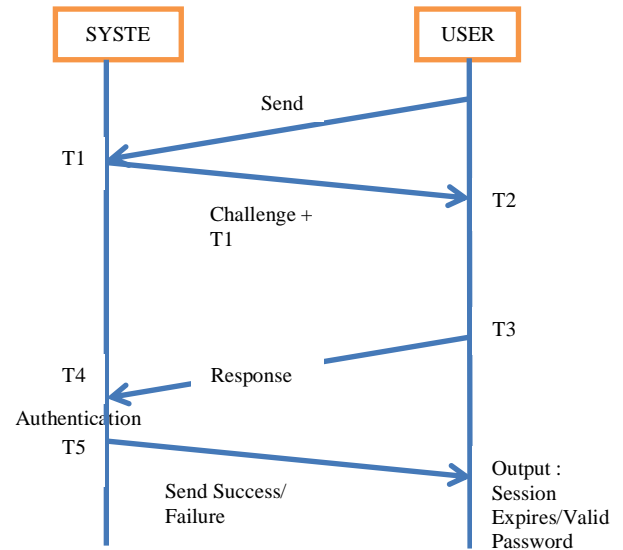 SYSTE
USER
Send
T1
T2
Challenge +
T1
T3
T4
Response
Authentication
T5
Send Success/
Failure
Output :
Session
Expires/Valid
Password